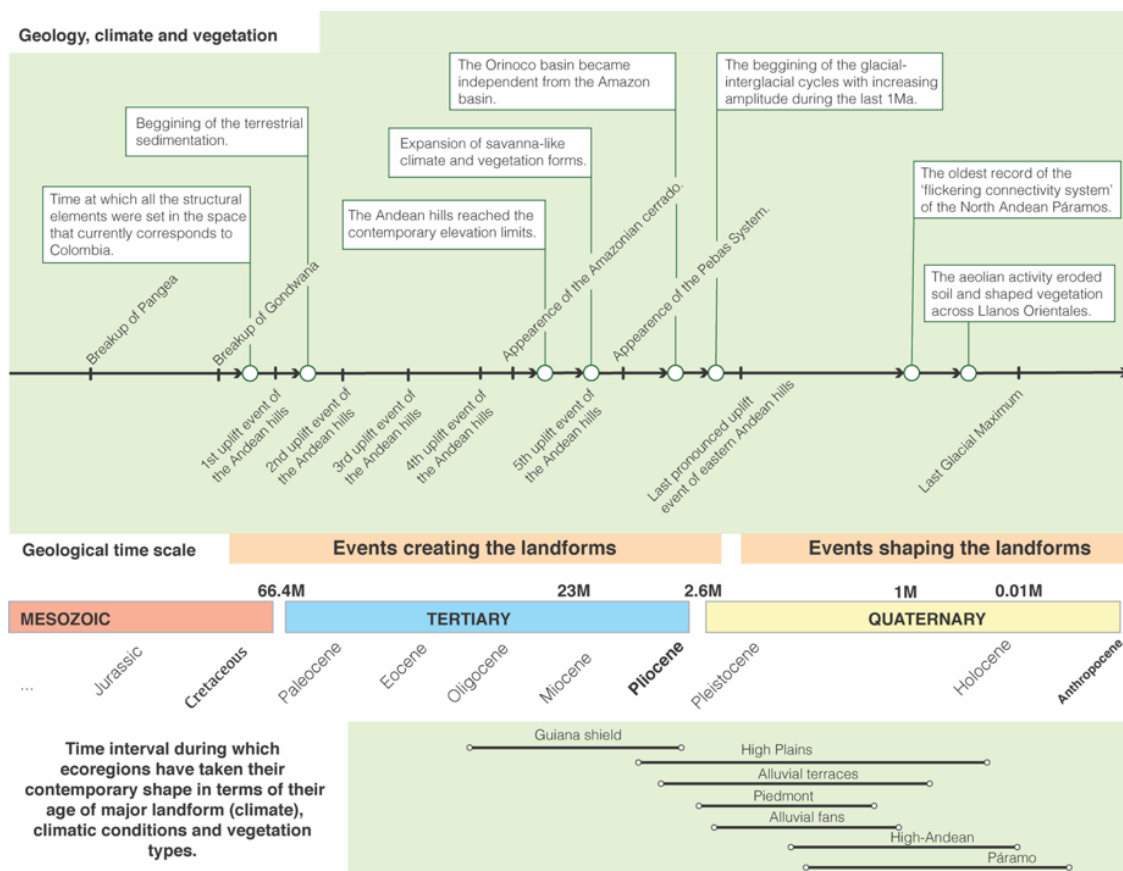 Geology, climate and vegetation
The Orinoco basin became
independent from the Amazon
basin.
The beggining of the glacial-
interglacial cycles with increasing
amplitude during the last 1Ma.
Beggining of the terrestrial
sedimentation.
Expansion of savanna-like
climate and vegetation forms.
The oldest record of the
'flickering connectivity system'
of the North Andean Páramos.
Time at which all the structural
elements were set in the space
that currently corresponds to
Colombia.
The Andean hills reached the
contemporary elevation limits.
The aeolian activity eroded
soil and shaped vegetation
across Llanos Orientales.
Breakup of Pangea
Breakup of Gondwana
Appearence of the Amazonian cerrado.
Appearence of the Pebas System.
1st uplift event of
the Andean hills
2nd uplift event of
the Andean hills
3rd uplift event of
the Andean hills
4th uplift event of
the Andean hills
5th uplift event of
the Andean hills
Last pronounced uplift
event of eastern Andean hills
Last Glacial Maximum
Geological time scale
Events creating the landforms
Events shaping the landforms
66.4M
23M
2.6M
1M
0.01M
MESOZOIC
TERTIARY
QUATERNARY
...
Jurassic
Cretaceous
Paleocene
Eocene
Oligocene
Miocene
Pliocene
Pleistocene
Holocene
Anthropocene
Time interval during which
ecoregions have taken their
contemporary shape in terms of their
age of major landform (climate),
climatic conditions and vegetation
types.
Guiana shield
High Plains
Alluvial terraces
Piedmont
Alluvial fans
High-Andean
Páramo